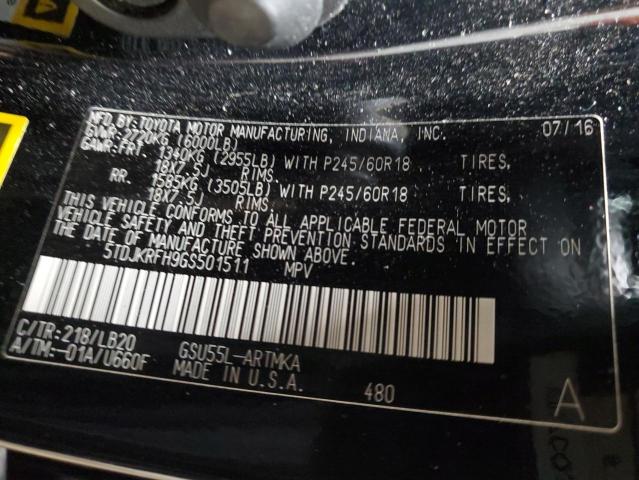 MFD. BY: TOYOTA MOTOR MANUFACTURING, INDIANA, INC. 07/16
GVWR: 2720KG (6000LB)
GAWR: FRT. 1340KG (2955LB) WITH P245/60R18 TIRES,
18X7.5J RIMS.
RR. 1585KG (3505LB) WITH P245/60R18 TIRES,
18X7.5J RIMS.
THIS VEHICLE CONFORMS TO ALL APPLICABLE FEDERAL MOTOR
VEHICLE SAFETY AND THEFT PREVENTION STANDARDS IN EFFECT ON
THE DATE OF MANUFACTURE SHOWN ABOVE.
5TDJKRFH96S501511 MPV
C/TR:218/LB20 GSU55L-ARTMKA
A/TM:-01A/U660F MADE IN U.S.A. 480 A